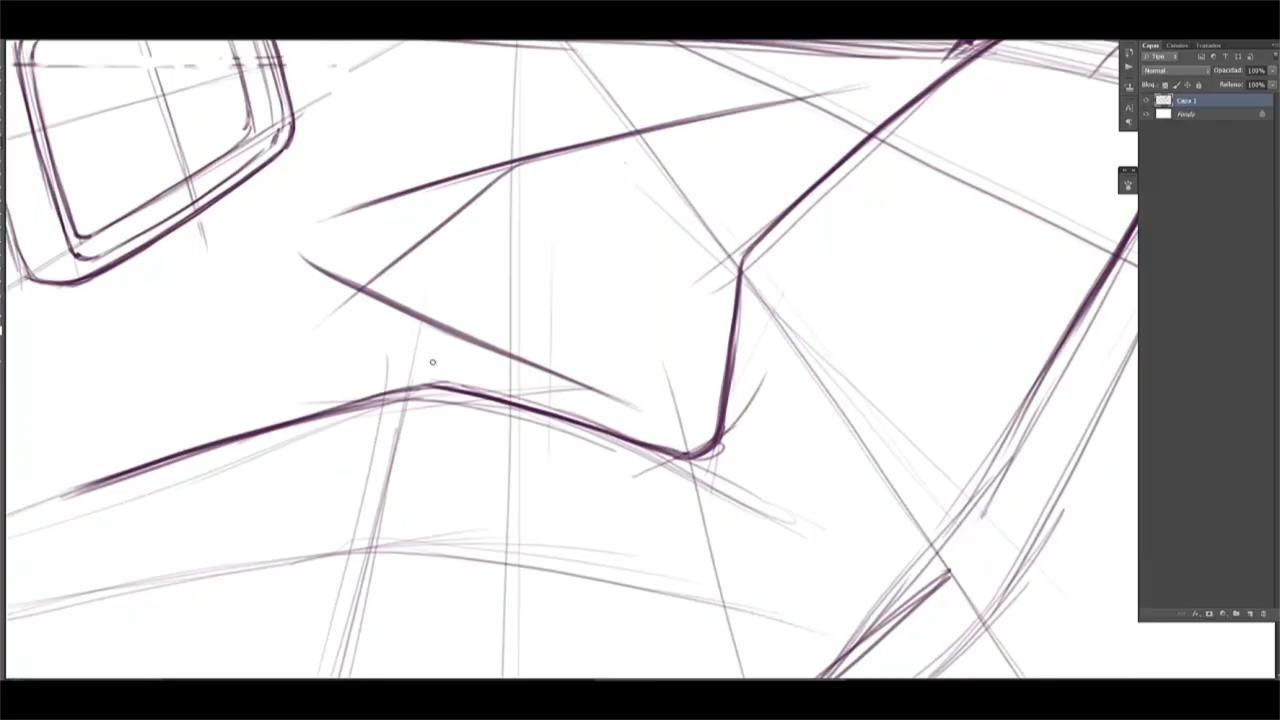 Capas Canales Trazados
Tipo
Normal Opacidad: 100%
Bloq.: Relleno: 100%
Capa 1
Fondo